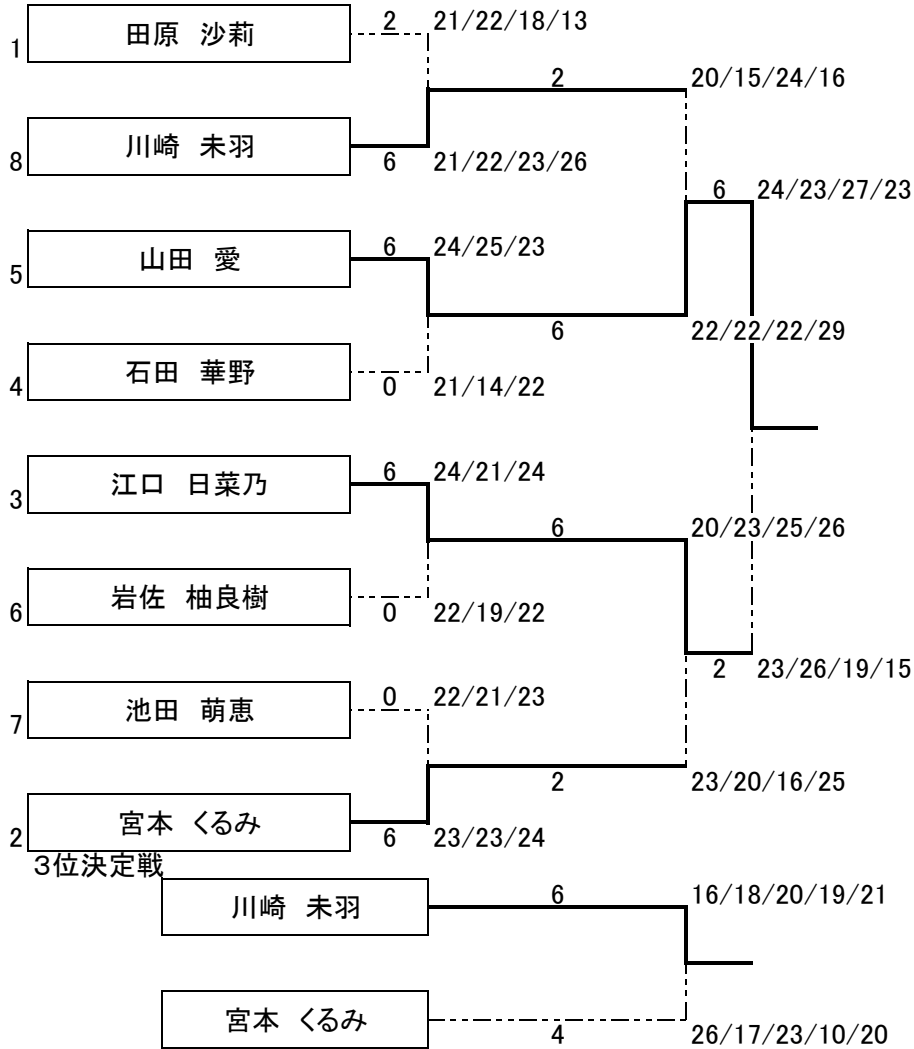 1 田原　沙莉 2 21/22/18/13
2 20/15/24/16
8 川崎　未羽 6 21/22/23/26
6 24/23/27/23
5 山田　愛 6 24/25/23
6 22/22/22/29
4 石田　華野 0 21/14/22
3 江口　日菜乃 6 24/21/24
6 20/23/25/26
6 岩佐　柚良樹 0 22/19/22
2 23/26/19/15
7 池田　萌恵 0 22/21/23
2 23/20/16/25
2 宮本　くるみ 6 23/23/24
３位決定戦
川崎　未羽 6 16/18/20/19/21
宮本　くるみ 4 26/17/23/10/20